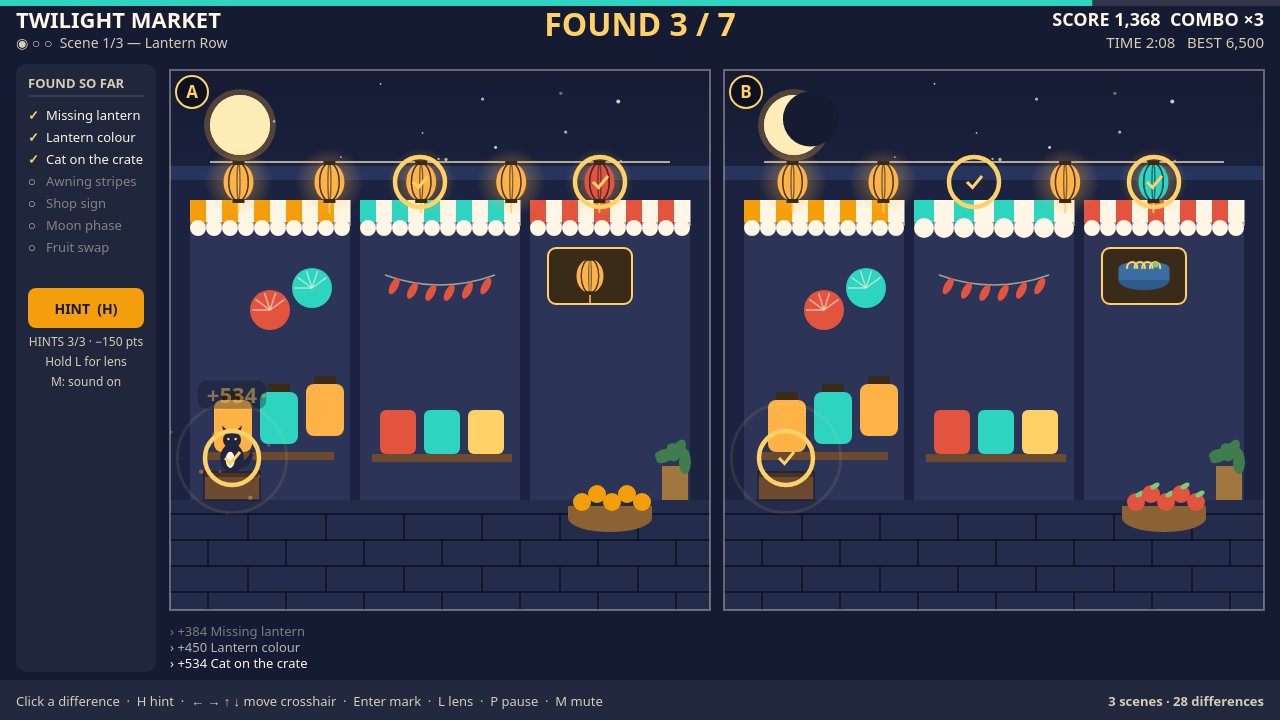 TWILIGHT MARKET
◉ ○ ○ Scene 1/3 — Lantern Row
FOUND 3 / 7
SCORE 1,368 COMBO ×3
TIME 2:08 BEST 6,500
FOUND SO FAR
✓ Missing lantern
✓ Lantern colour
✓ Cat on the crate
○ Awning stripes
○ Shop sign
○ Moon phase
○ Fruit swap
HINT (H)
HINTS 3/3 · −150 pts
Hold L for lens
M: sound on
A
+534
B
› +384 Missing lantern
› +450 Lantern colour
› +534 Cat on the crate
Click a difference · H hint · ← → ↑ ↓ move crosshair · Enter mark · L lens · P pause · M mute
3 scenes · 28 differences